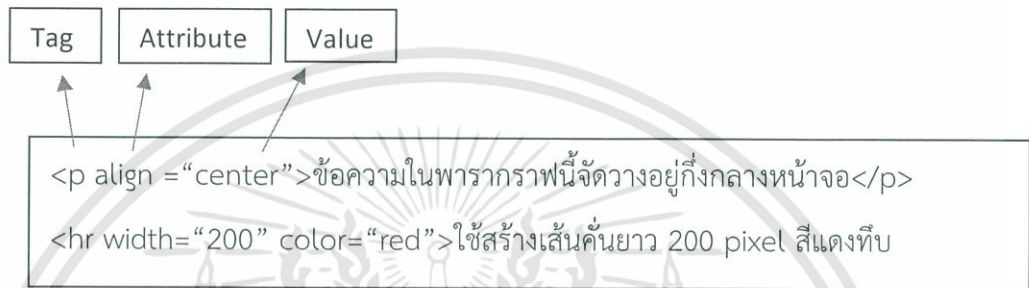 Tag Attribute Value
<p align =“center”>ข้อความในพารากราฟนี้จัดวางอยู่กึ่งกลางหน้าจอ</p>
<hr width=“200” color=“red”>ใช้สร้างเส้นคั่นยาว 200 pixel สีแดงทึบ